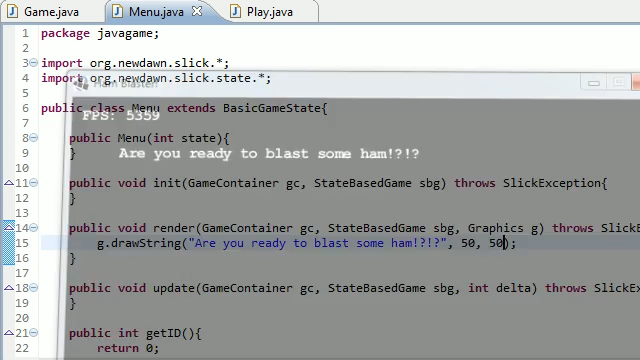 Game.java Menu.java Play.java
1 package javagame;
2
3 import org.newdawn.slick.*;
4 import org.newdawn.slick.state.*;
5
Ham Blaster!
6 public class Menu extends BasicGameState{
FPS: 5359
7
8 public Menu(int state){
9 }
Are you ready to blast some ham!?!?
10
11 public void init(GameContainer gc, StateBasedGame sbg) throws SlickException{
12 }
13
14 public void render(GameContainer gc, StateBasedGame sbg, Graphics g) throws SlickE
15 g.drawString("Are you ready to blast some ham!?!?", 50, 50);
16 }
17
18 public void update(GameContainer gc, StateBasedGame sbg, int delta) throws SlickEx
19 }
20
21 public int getID(){
22 return 0;